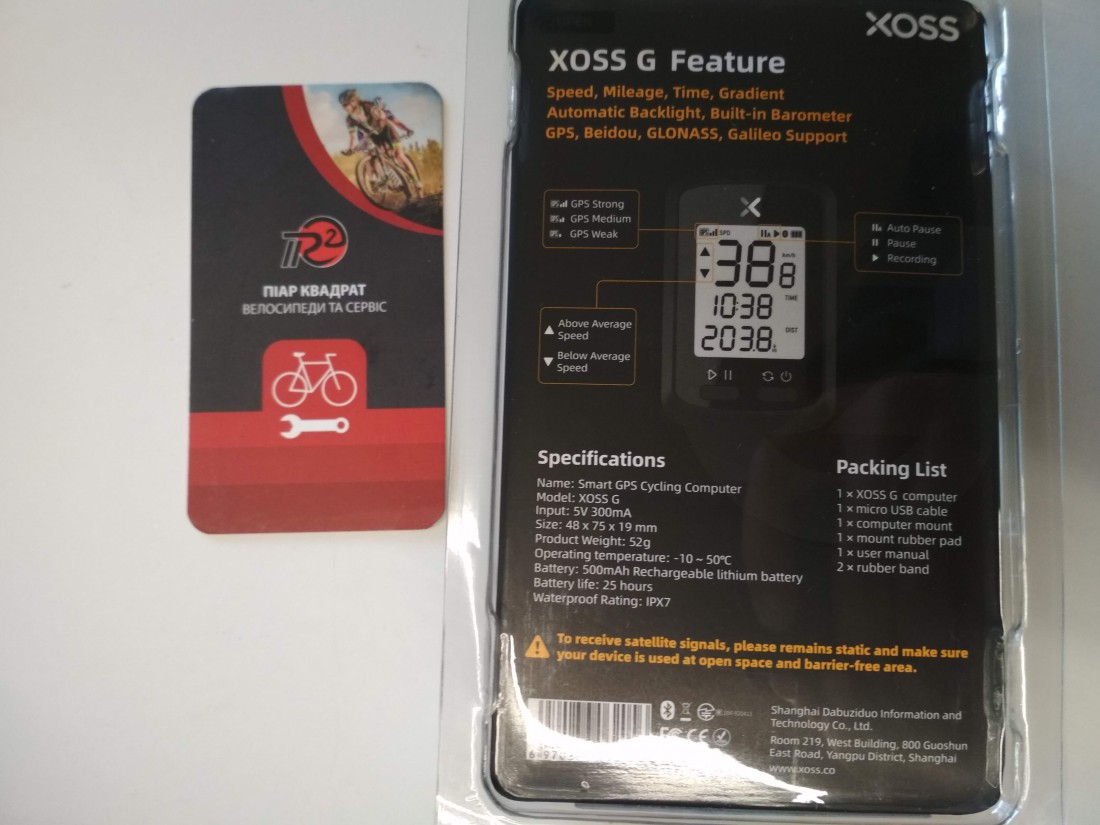 R2
ПІАР КВАДРАТ
ВЕЛОСИПЕДИ ТА СЕРВІС
XOSS
XOSS G Feature
Speed, Mileage, Time, Gradient
Automatic Backlight, Built-in Barometer
GPS, Beidou, GLONASS, Galileo Support
GPS Strong
GPS Medium
GPS Weak
Above Average
Speed
Below Average
Speed
SPD
388
km/h
TIME
10:38
DIST
203.8
Auto Pause
Pause
Recording
Specifications
Name: Smart GPS Cycling Computer
Model: XOSS G
Input: 5V 300mA
Size: 48 x 75 x 19 mm
Product Weight: 52g
Operating temperature: -10 ~ 50℃
Battery: 500mAh Rechargeable lithium battery
Battery life: 25 hours
Waterproof Rating: IPX7
Packing List
1 × XOSS G computer
1 × micro USB cable
1 × computer mount
1 × mount rubber pad
1 × user manual
2 × rubber band
To receive satellite signals, please remains static and make sure
your device is used at open space and barrier-free area.
FC CE
Shanghai Dabuziduo Information and
Technology Co., Ltd.
Room 219, West Building, 800 Guoshun
East Road, Yangpu District, Shanghai
www.xoss.co